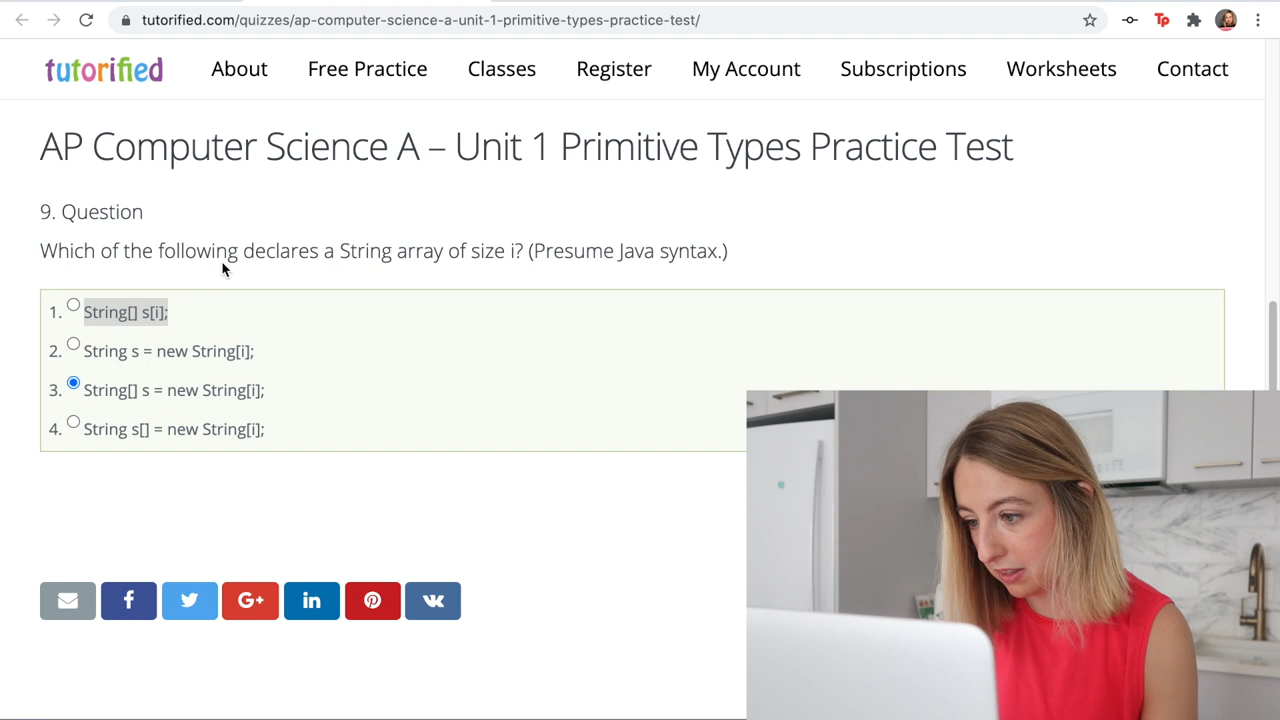 tutorified.com/quizzes/ap-computer-science-a-unit-1-primitive-types-practice-test/
Tp
tutorified About Free Practice Classes Register My Account Subscriptions Worksheets Contact
AP Computer Science A – Unit 1 Primitive Types Practice Test
9. Question
Which of the following declares a String array of size i? (Presume Java syntax.)
1. String[] s[i];
2. String s = new String[i];
3. String[] s = new String[i];
4. String s[] = new String[i];
f G+ in